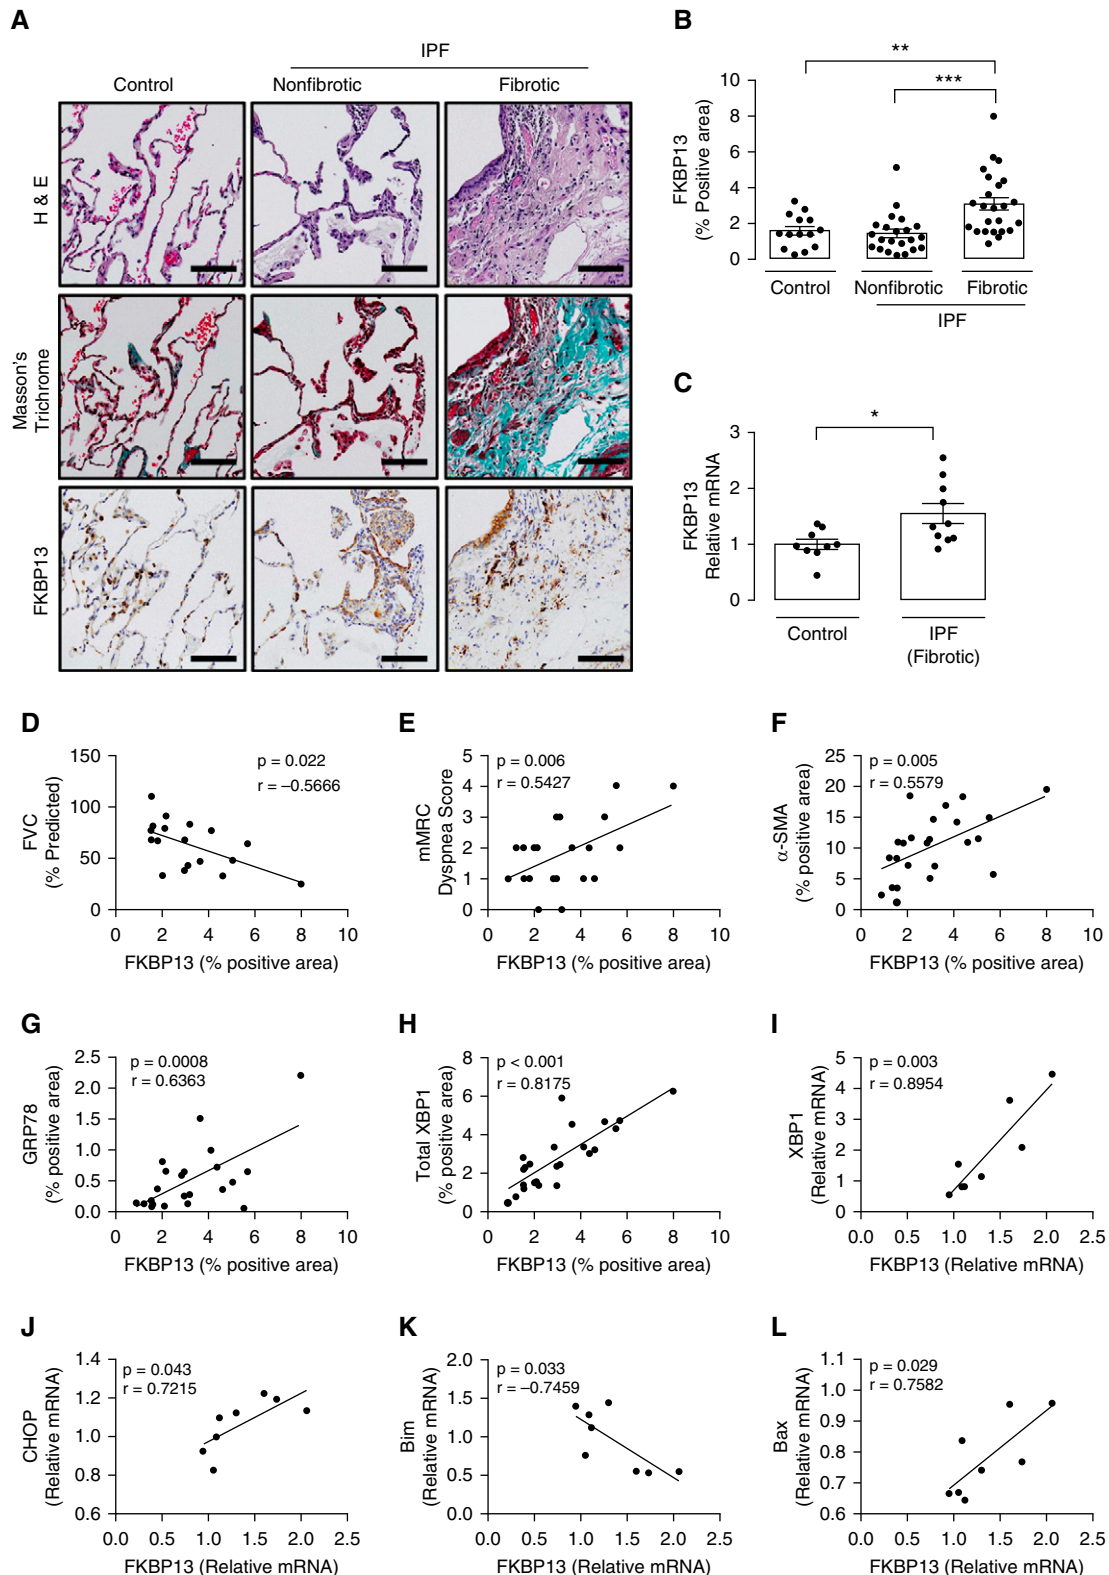 A
IPF
Control
Nonfibrotic
Fibrotic
H & E
Masson's
Trichrome
FKBP13
B
**
***
FKBP13
(% Positive area)
10
8
6
4
2
0
Control
Nonfibrotic
Fibrotic
IPF
C
*
FKBP13
Relative mRNA
3
2
1
0
Control
IPF
(Fibrotic)
D
p = 0.022
r = –0.5666
FVC
(% Predicted)
150
100
50
0
0 2 4 6 8 10
FKBP13 (% positive area)
E
p = 0.006
r = 0.5427
mMRC
Dyspnea Score
5
4
3
2
1
0
0 2 4 6 8 10
FKBP13 (% positive area)
F
p = 0.005
r = 0.5579
α-SMA
(% positive area)
25
20
15
10
5
0
0 2 4 6 8 10
FKBP13 (% positive area)
G
p = 0.0008
r = 0.6363
GRP78
(% positive area)
2.5
2.0
1.5
1.0
0.5
0.0
0 2 4 6 8 10
FKBP13 (% positive area)
H
p < 0.001
r = 0.8175
Total XBP1
(% positive area)
8
6
4
2
0
0 2 4 6 8 10
FKBP13 (% positive area)
I
p = 0.003
r = 0.8954
XBP1
(Relative mRNA)
5
4
3
2
1
0
0.0 0.5 1.0 1.5 2.0 2.5
FKBP13 (Relative mRNA)
J
p = 0.043
r = 0.7215
CHOP
(Relative mRNA)
1.4
1.2
1.0
0.8
0.6
0.0 0.5 1.0 1.5 2.0 2.5
FKBP13 (Relative mRNA)
K
p = 0.033
r = –0.7459
Bim
(Relative mRNA)
2.0
1.5
1.0
0.5
0.0
0.0 0.5 1.0 1.5 2.0 2.5
FKBP13 (Relative mRNA)
L
p = 0.029
r = 0.7582
Bax
(Relative mRNA)
1.1
1.0
0.9
0.8
0.7
0.6
0.0 0.5 1.0 1.5 2.0 2.5
FKBP13 (Relative mRNA)